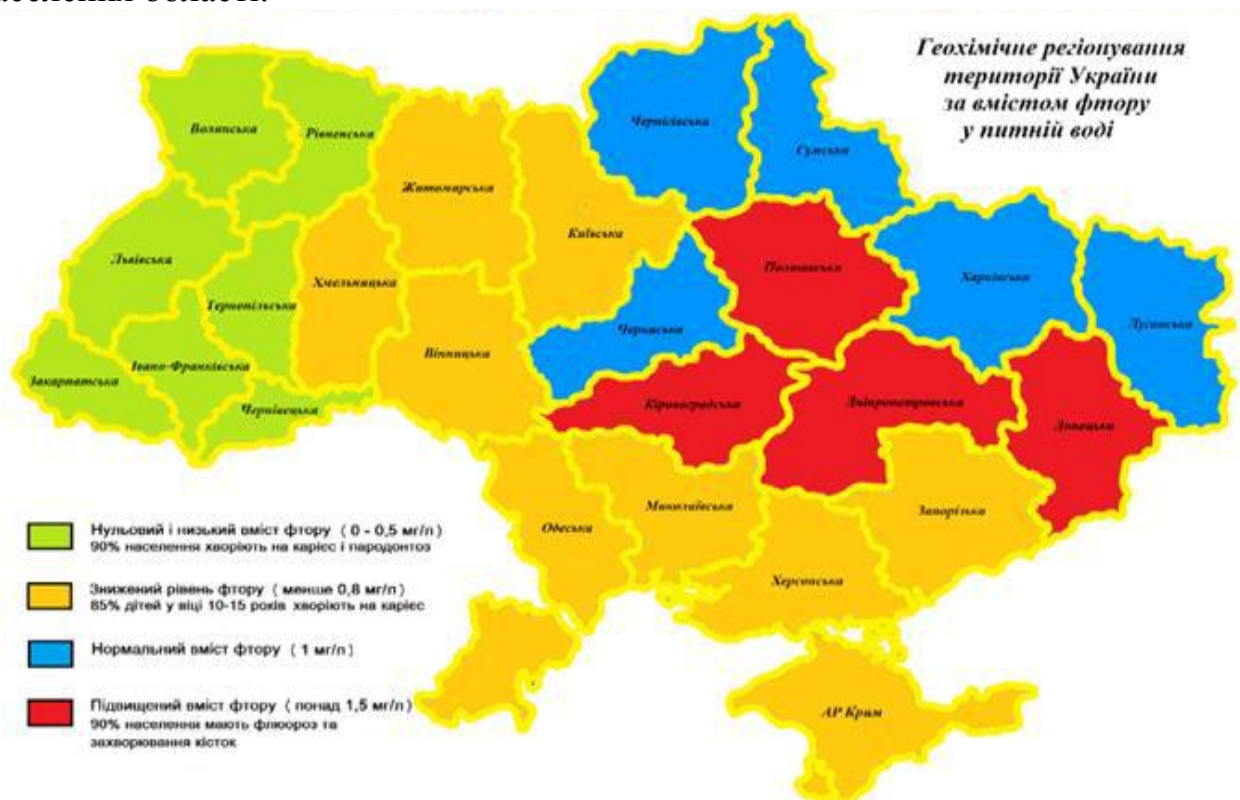 населення області.
Геохімічне регіонування
території України
за вмістом фтору
у питній воді
Волинська
Рівненська
Житомирська
Київська
Чернігівська
Сумська
Львівська
Тернопільська
Хмельницька
Вінницька
Черкаська
Полтавська
Харківська
Луганська
Закарпатська
Івано-Франківська
Чернівецька
Кіровоградська
Дніпропетровська
Донецька
Одеська
Миколаївська
Херсонська
Запорізька
АР Крим
Нульовий і низький вміст фтору ( 0 - 0,5 мг/л)
90% населення хворіють на карієс і пародонтоз
Знижений рівень фтору ( менше 0,8 мг/л)
85% дітей у віці 10-15 років хворіють на карієс
Нормальний вміст фтору ( 1 мг/л)
Підвищений вміст фтору ( понад 1,5 мг/л)
90% населення мають флюороз та
захворювання кісток